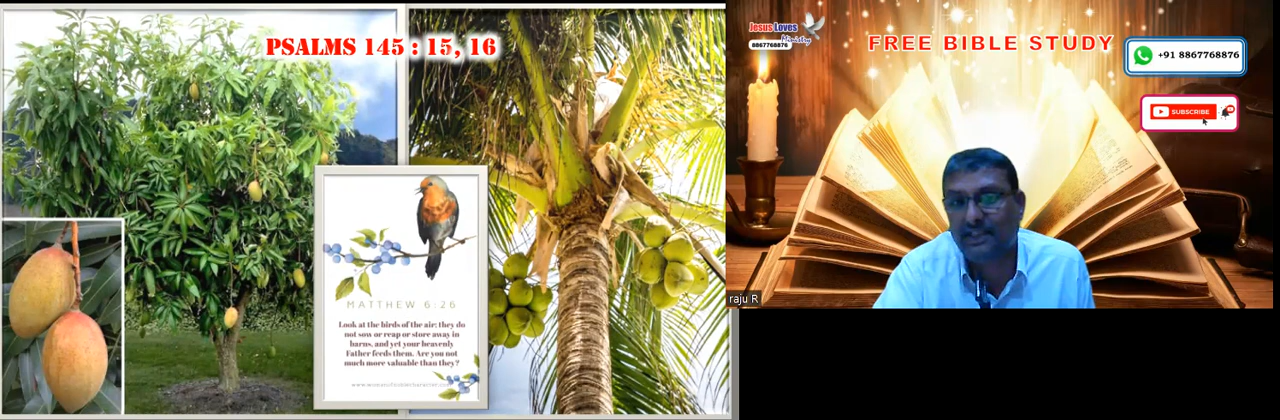 PSALMS 145 : 15, 16
MATTHEW 6:26
Look at the birds of the air; they do
not sow or reap or store away in
barns, and yet your heavenly
Father feeds them. Are you not
much more valuable than they?
Jesus Loves
Ministry
8867768876
FREE BIBLE STUDY
+91 8867768876
SUBSCRIBE
raju R